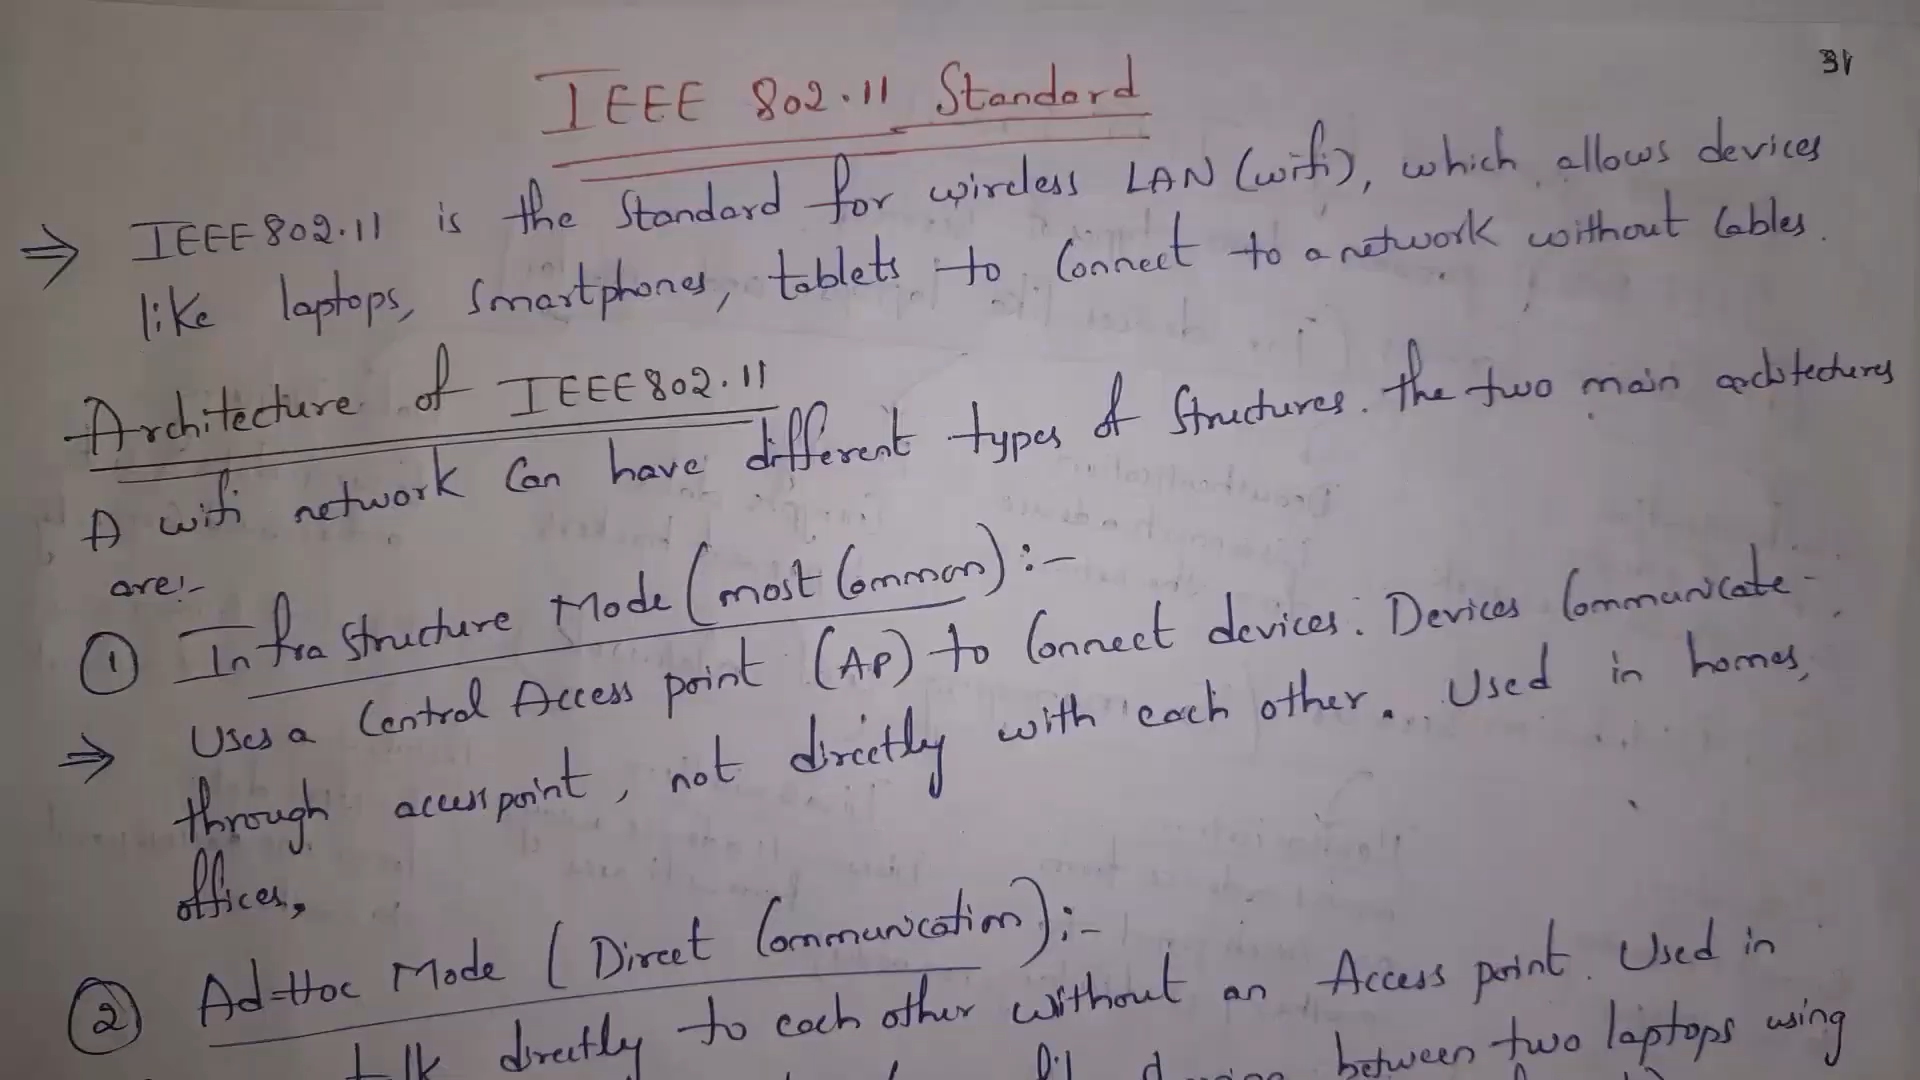 31
IEEE 802.11 Standard
⇒ IEEE 802.11 is the Standard for wireless LAN (wifi), which allows devices
like laptops, smartphones, tablets to Connect to a network without Cables.
Architecture of IEEE 802.11
A wifi network Can have different types of Structures. the two main architectures
are:-
① Infra Structure Mode (most Common) :-
⇒ Uses a Central Access point (AP) to Connect devices. Devices Communicate
through access point, not directly with each other. Used in homes,
offices,
② Ad-Hoc Mode (Direct Communication) :-
directly to each other without an Access point. Used in
between two laptops using